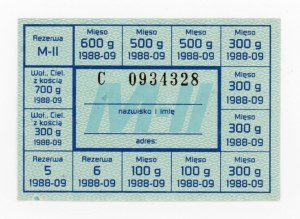 Rezerwa
M-II
Mięso
600 g
1988-09
Mięso
500 g
1988-09
Mięso
500 g
1988-09
Mięso
300 g
1988-09
Woł., Ciel.
z kością
700 g
1988-09
C 0934328
M-II
nazwisko i imię
adres:
Mięso
300 g
1988-09
Woł., Ciel.
z kością
300 g
1988-09
Mięso
300 g
1988-09
Rezerwa
5
1988-09
Rezerwa
6
1988-09
Mięso
100 g
1988-09
Mięso
100 g
1988-09
Mięso
300 g
1988-09